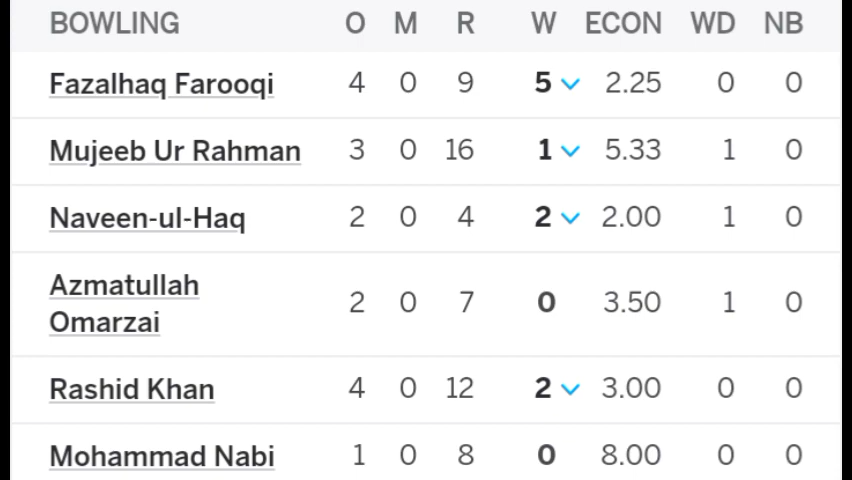 BOWLING O M R W ECON WD NB
Fazalhaq Farooqi 4 0 9 5 2.25 0 0
Mujeeb Ur Rahman 3 0 16 1 5.33 1 0
Naveen-ul-Haq 2 0 4 2 2.00 1 0
Azmatullah
Omarzai 2 0 7 0 3.50 1 0
Rashid Khan 4 0 12 2 3.00 0 0
Mohammad Nabi 1 0 8 0 8.00 0 0